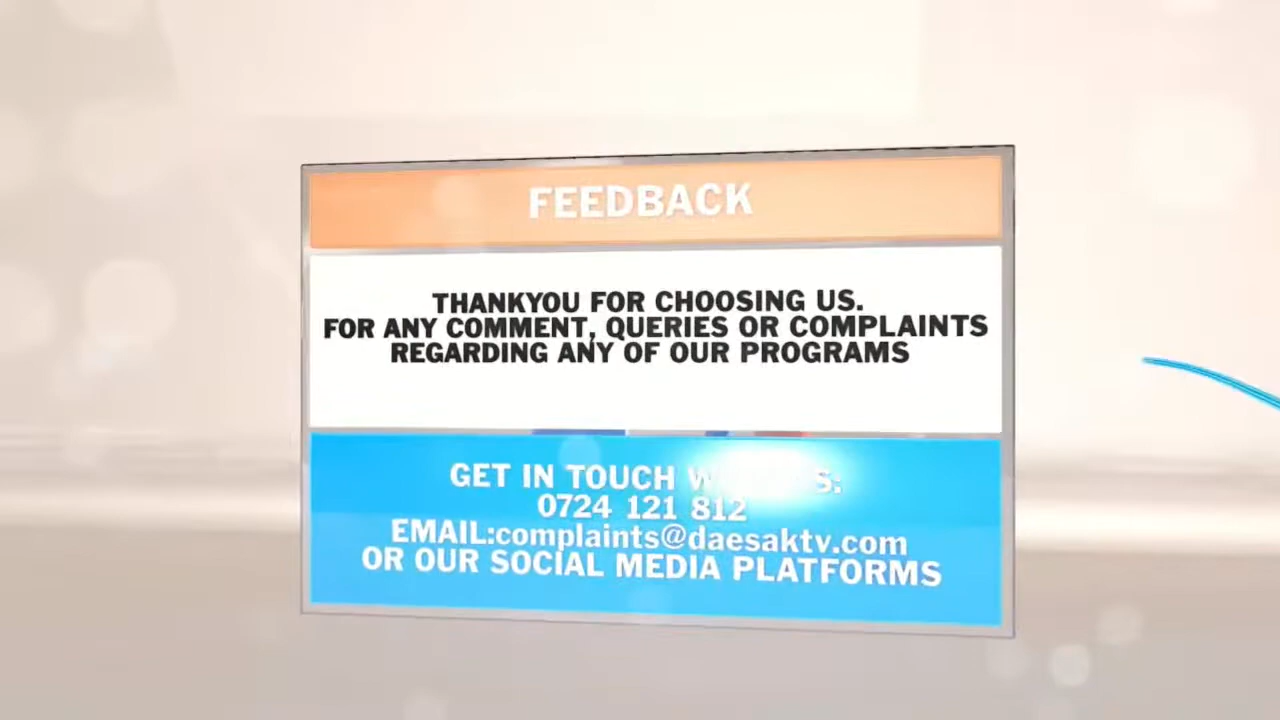 FEEDBACK
THANKYOU FOR CHOOSING US.
FOR ANY COMMENT, QUERIES OR COMPLAINTS
REGARDING ANY OF OUR PROGRAMS
GET IN TOUCH
0724 121 812
EMAIL:complaints@daesaktv.com
OR OUR SOCIAL MEDIA PLATFORMS